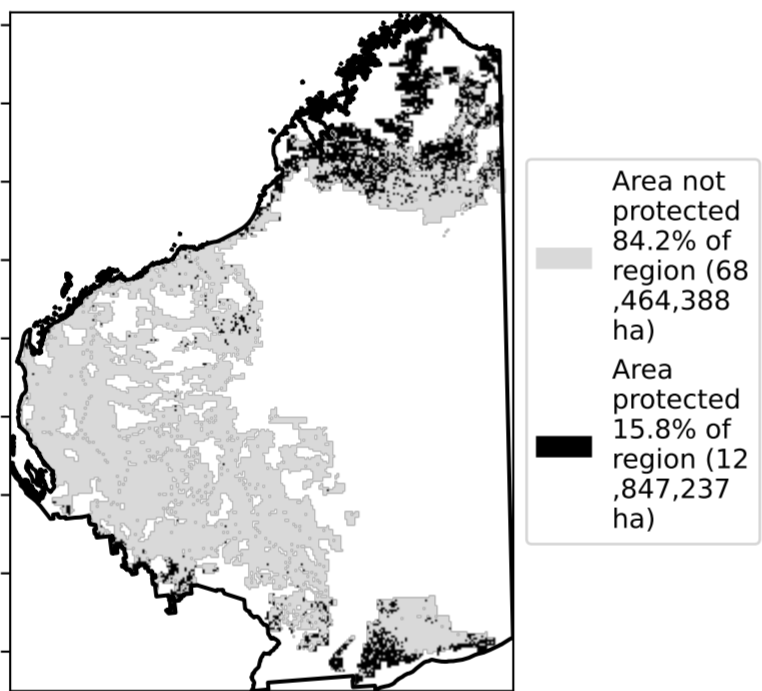 Area not
protected
84.2% of
region (68
,464,388
ha)
Area
protected
15.8% of
region (12
,847,237
ha)